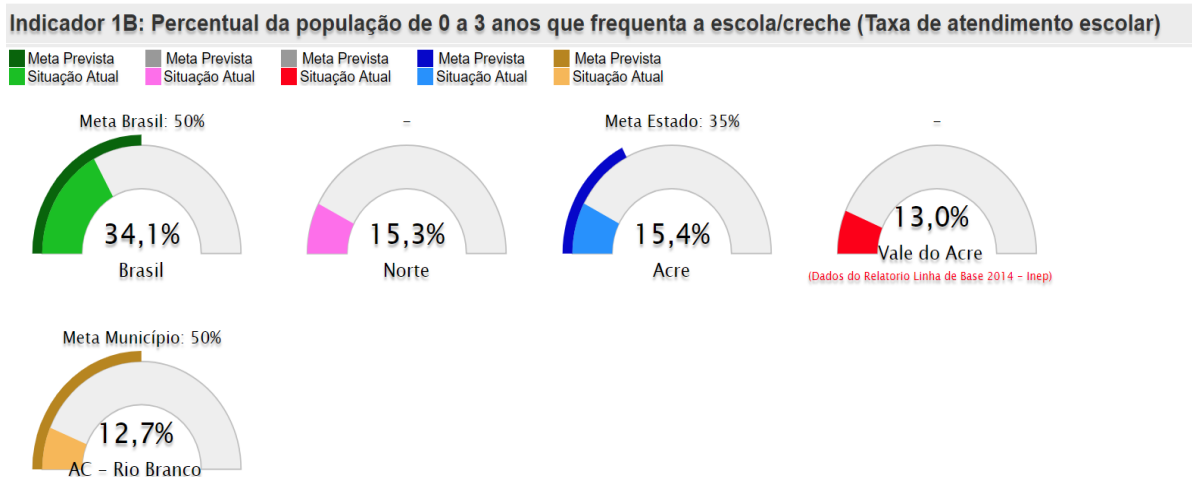 Indicador 1B: Percentual da população de 0 a 3 anos que frequenta a escola/creche (Taxa de atendimento escolar)
Meta Prevista Meta Prevista Meta Prevista Meta Prevista Meta Prevista
Situação Atual Situação Atual Situação Atual Situação Atual Situação Atual
Meta Brasil: 50% - Meta Estado: 35% -
34,1% 15,3% 15,4% 13,0%
Brasil Norte Acre Vale do Acre
(Dados do Relatorio Linha de Base 2014 - Inep)
Meta Município: 50%
12,7%
AC - Rio Branco